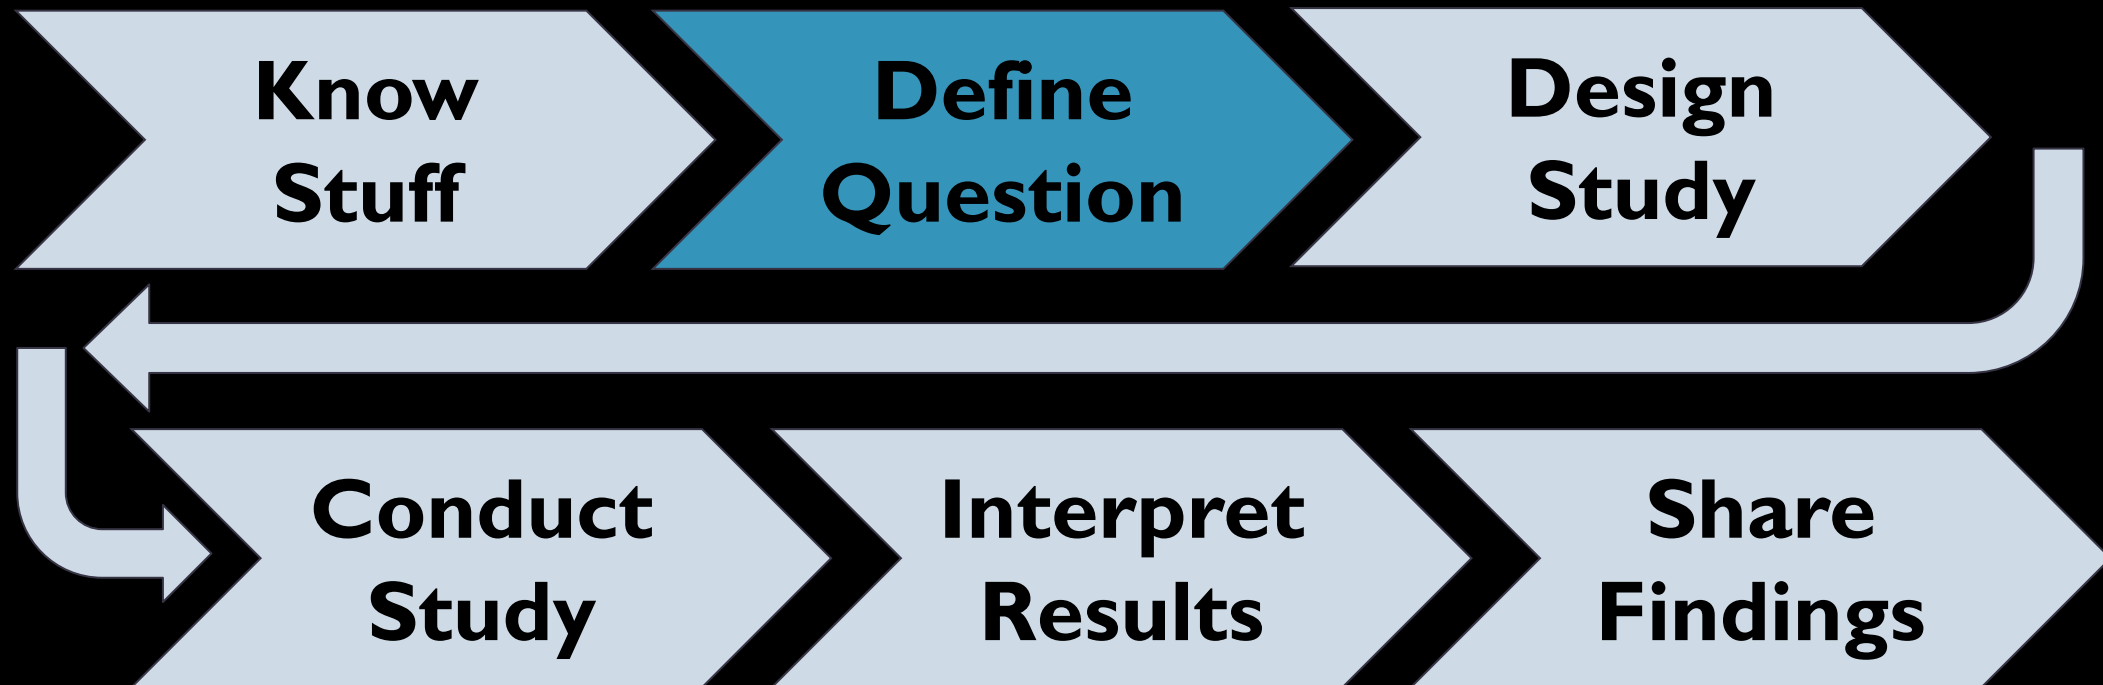 Know
Stuff
Define
Question
Design
Study
Conduct
Study
Interpret
Results
Share
Findings